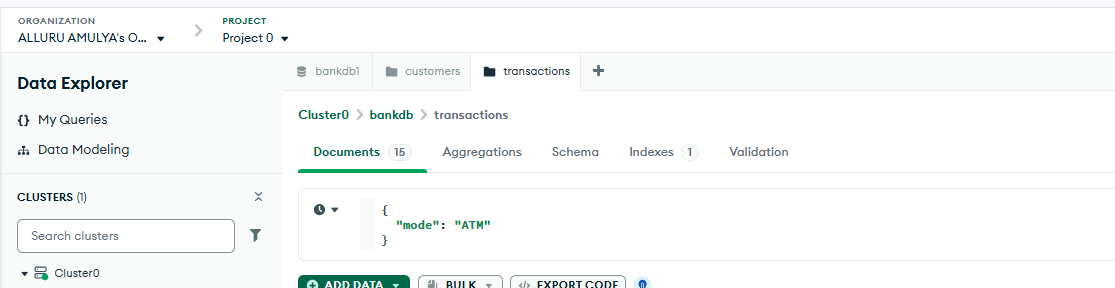 ORGANIZATION
ALLURU AMULYA's O...
PROJECT
Project 0
Data Explorer
My Queries
Data Modeling
CLUSTERS (1)
Search clusters
Cluster0
bankdb1
customers
transactions
Cluster0 > bankdb > transactions
Documents 15 Aggregations Schema Indexes 1 Validation
{
"mode": "ATM"
}
ADD DATA BULK EXPORT CODE